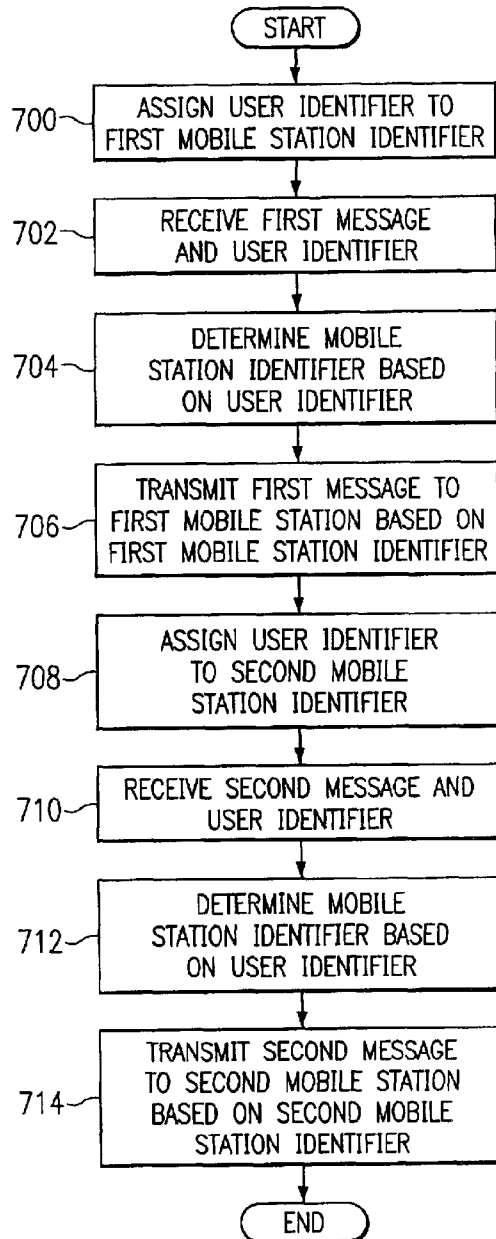 START
700
ASSIGN USER IDENTIFIER TO
FIRST MOBILE STATION IDENTIFIER
702
RECEIVE FIRST MESSAGE
AND USER IDENTIFIER
704
DETERMINE MOBILE
STATION IDENTIFIER BASED
ON USER IDENTIFIER
706
TRANSMIT FIRST MESSAGE TO
FIRST MOBILE STATION BASED ON
FIRST MOBILE STATION IDENTIFIER
708
ASSIGN USER IDENTIFIER
TO SECOND MOBILE
STATION IDENTIFIER
710
RECEIVE SECOND MESSAGE AND
USER IDENTIFIER
712
DETERMINE MOBILE
STATION IDENTIFIER BASED
ON USER IDENTIFIER
714
TRANSMIT SECOND MESSAGE
TO SECOND MOBILE STATION
BASED ON SECOND MOBILE
STATION IDENTIFIER
END